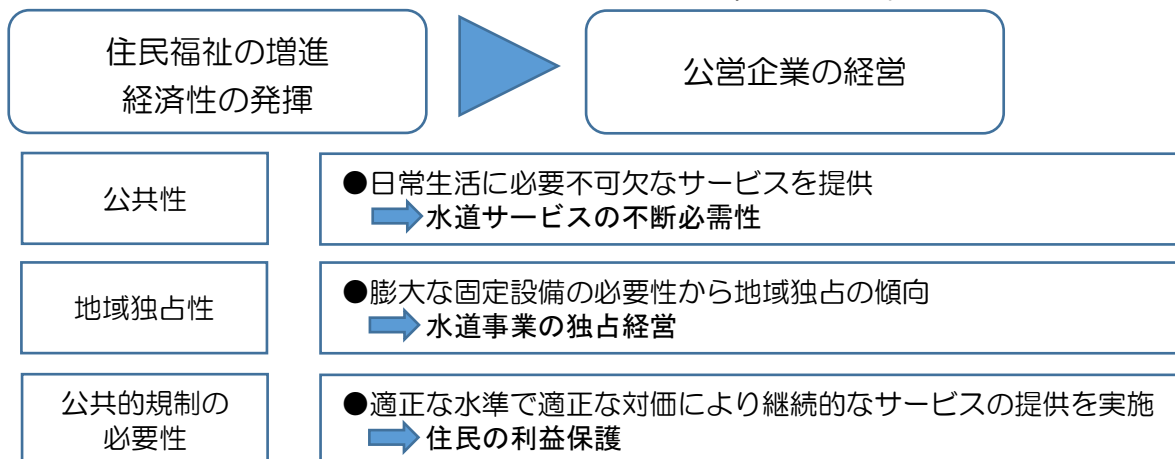 住民福祉の増進
経済性の発揮
公営企業の経営
公共性
●日常生活に必要不可欠なサービスを提供
水道サービスの不断必需性
地域独占性
●膨大な固定設備の必要性から地域独占の傾向
水道事業の独占経営
公共的規制の
必要性
●適正な水準で適正な対価により継続的なサービスの提供を実施
住民の利益保護